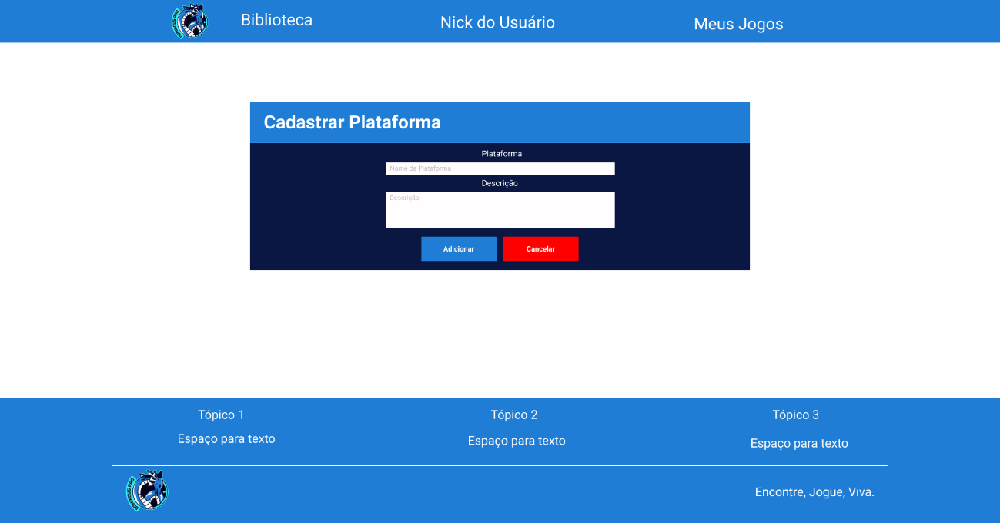 Biblioteca
Nick do Usuário
Meus Jogos
Cadastrar Plataforma
Plataforma
Nome da Plataforma
Descrição
Descrição
Adicionar
Cancelar
Tópico 1
Tópico 2
Tópico 3
Espaço para texto
Espaço para texto
Espaço para texto
Encontre, Jogue, Viva.